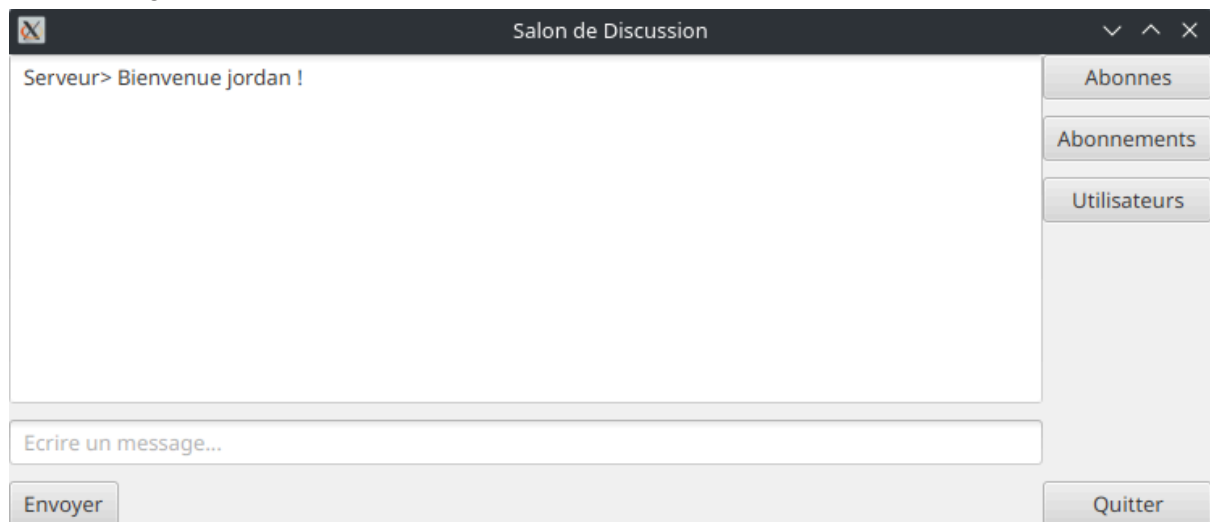 Salon de Discussion
Serveur> Bienvenue jordan !
Abonnes
Abonnements
Utilisateurs
Ecrire un message...
Envoyer
Quitter